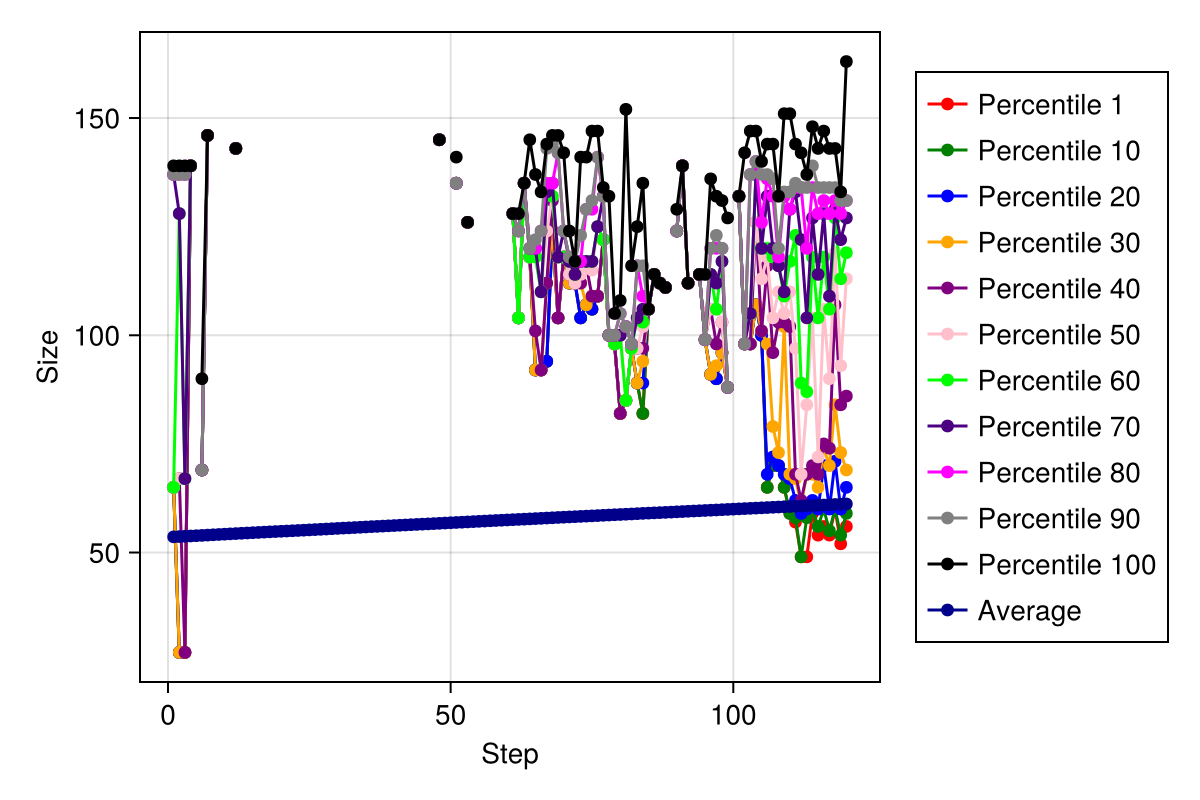 150
100
50
Size
0
50
100
Step
Percentile 1
Percentile 10
Percentile 20
Percentile 30
Percentile 40
Percentile 50
Percentile 60
Percentile 70
Percentile 80
Percentile 90
Percentile 100
Average